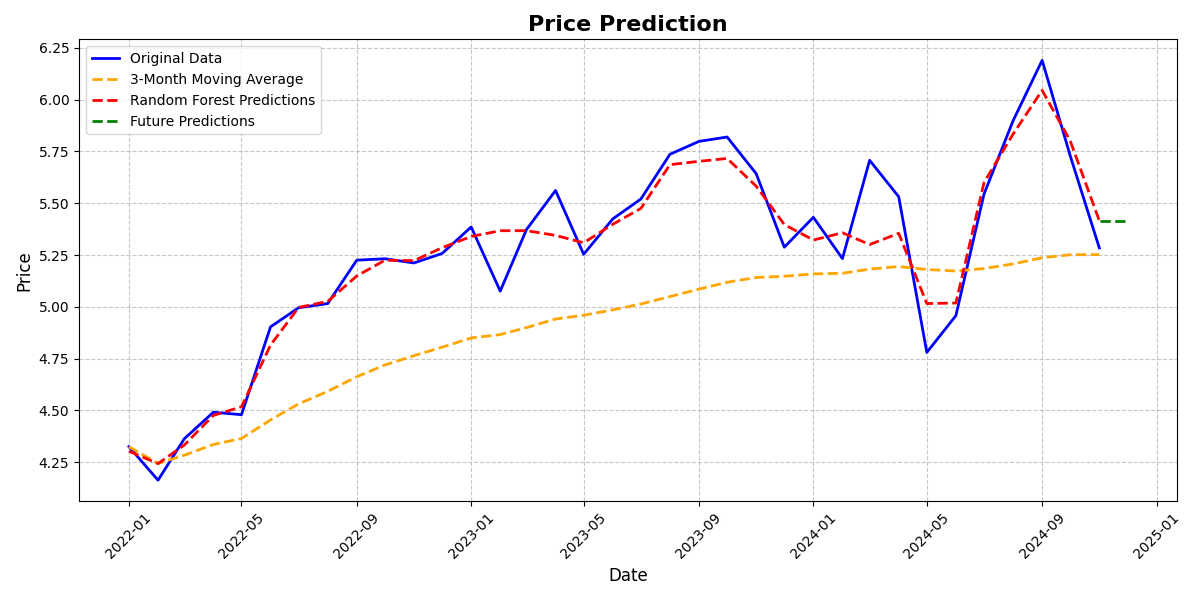 Price Prediction
Original Data
3-Month Moving Average
Random Forest Predictions
Future Predictions
Price
6.25
6.00
5.75
5.50
5.25
5.00
4.75
4.50
4.25
2022-01
2022-05
2022-09
2023-01
2023-05
2023-09
2024-01
2024-05
2024-09
2025-01
Date